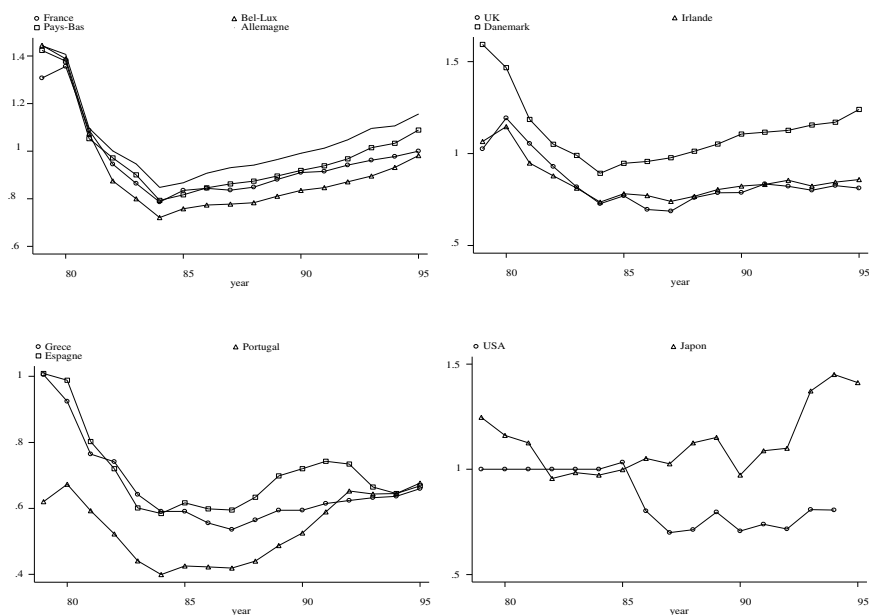 France
Bel-Lux
Pays-Bas
Allemagne
1.4
1.2
1
.8
.6
80
85
90
95
year
UK
Irlande
Danemark
1.5
1
.5
80
85
90
95
year
Grece
Portugal
Espagne
1
.8
.6
.4
80
85
90
95
year
USA
Japon
1.5
1
.5
80
85
90
95
year